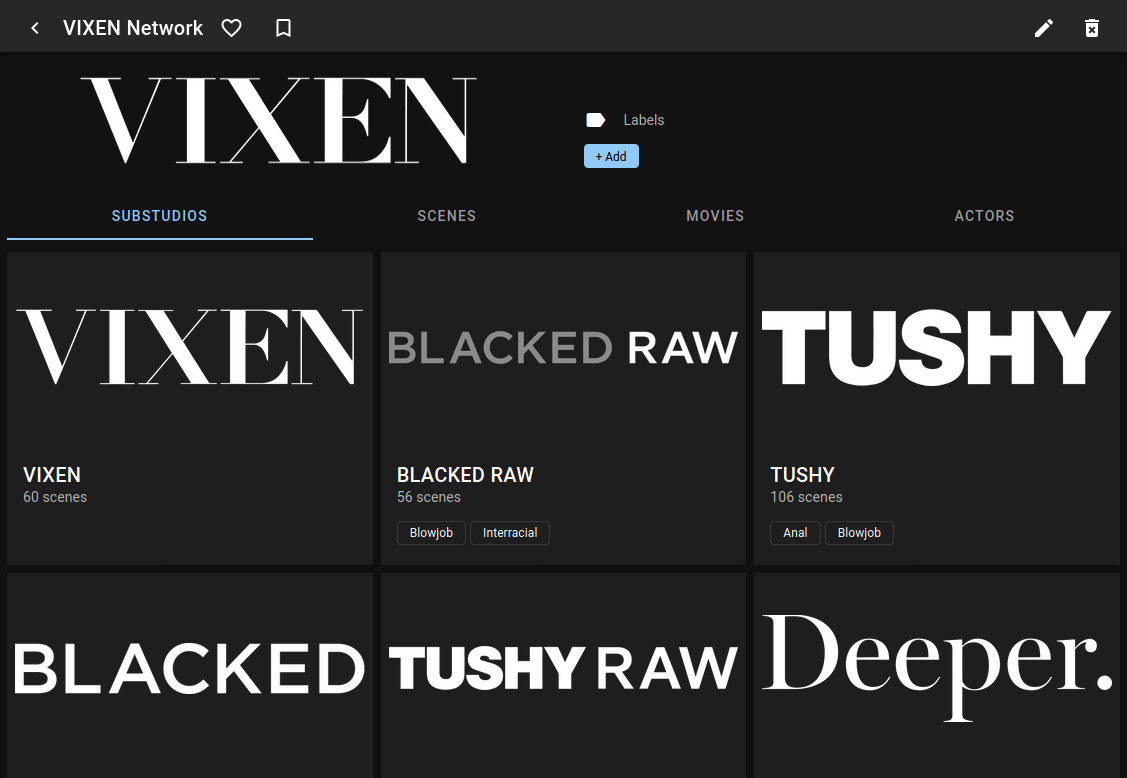 VIXEN Network
VIXEN
Labels
+ Add
SUBSTUDIOS SCENES MOVIES ACTORS
VIXEN
BLACKED RAW
TUSHY
VIXEN
60 scenes
BLACKED RAW
56 scenes
Blowjob Interracial
TUSHY
106 scenes
Anal Blowjob
BLACKED
TUSHY RAW
Deeper.